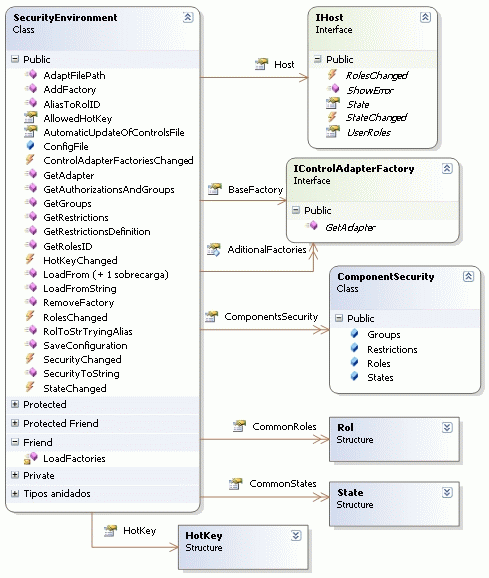 SecurityEnvironment
Class
Public
AdaptFilePath
AddFactory
AliasToRolID
AllowedHotKey
AutomaticUpdateOfControlsFile
ConfigFile
ControlAdapterFactoriesChanged
GetAdapter
GetAuthorizationsAndGroups
GetGroups
GetRestrictions
GetRestrictionsDefinition
GetRolesID
HotKeyChanged
LoadFrom (+ 1 sobrecarga)
LoadFromString
RemoveFactory
RolesChanged
RolToStrTryingAlias
SaveConfiguration
SecurityChanged
SecurityToString
StateChanged
Protected
Protected Friend
Friend
LoadFactories
Private
Tipos anidados
Host
IHost
Interface
Public
RolesChanged
ShowError
State
StateChanged
UserRoles
BaseFactory
AditionalFactories
IControlAdapterFactory
Interface
Public
GetAdapter
ComponentsSecurity
ComponentSecurity
Class
Public
Groups
Restrictions
Roles
States
CommonRoles
Rol
Structure
CommonStates
State
Structure
HotKey
HotKey
Structure